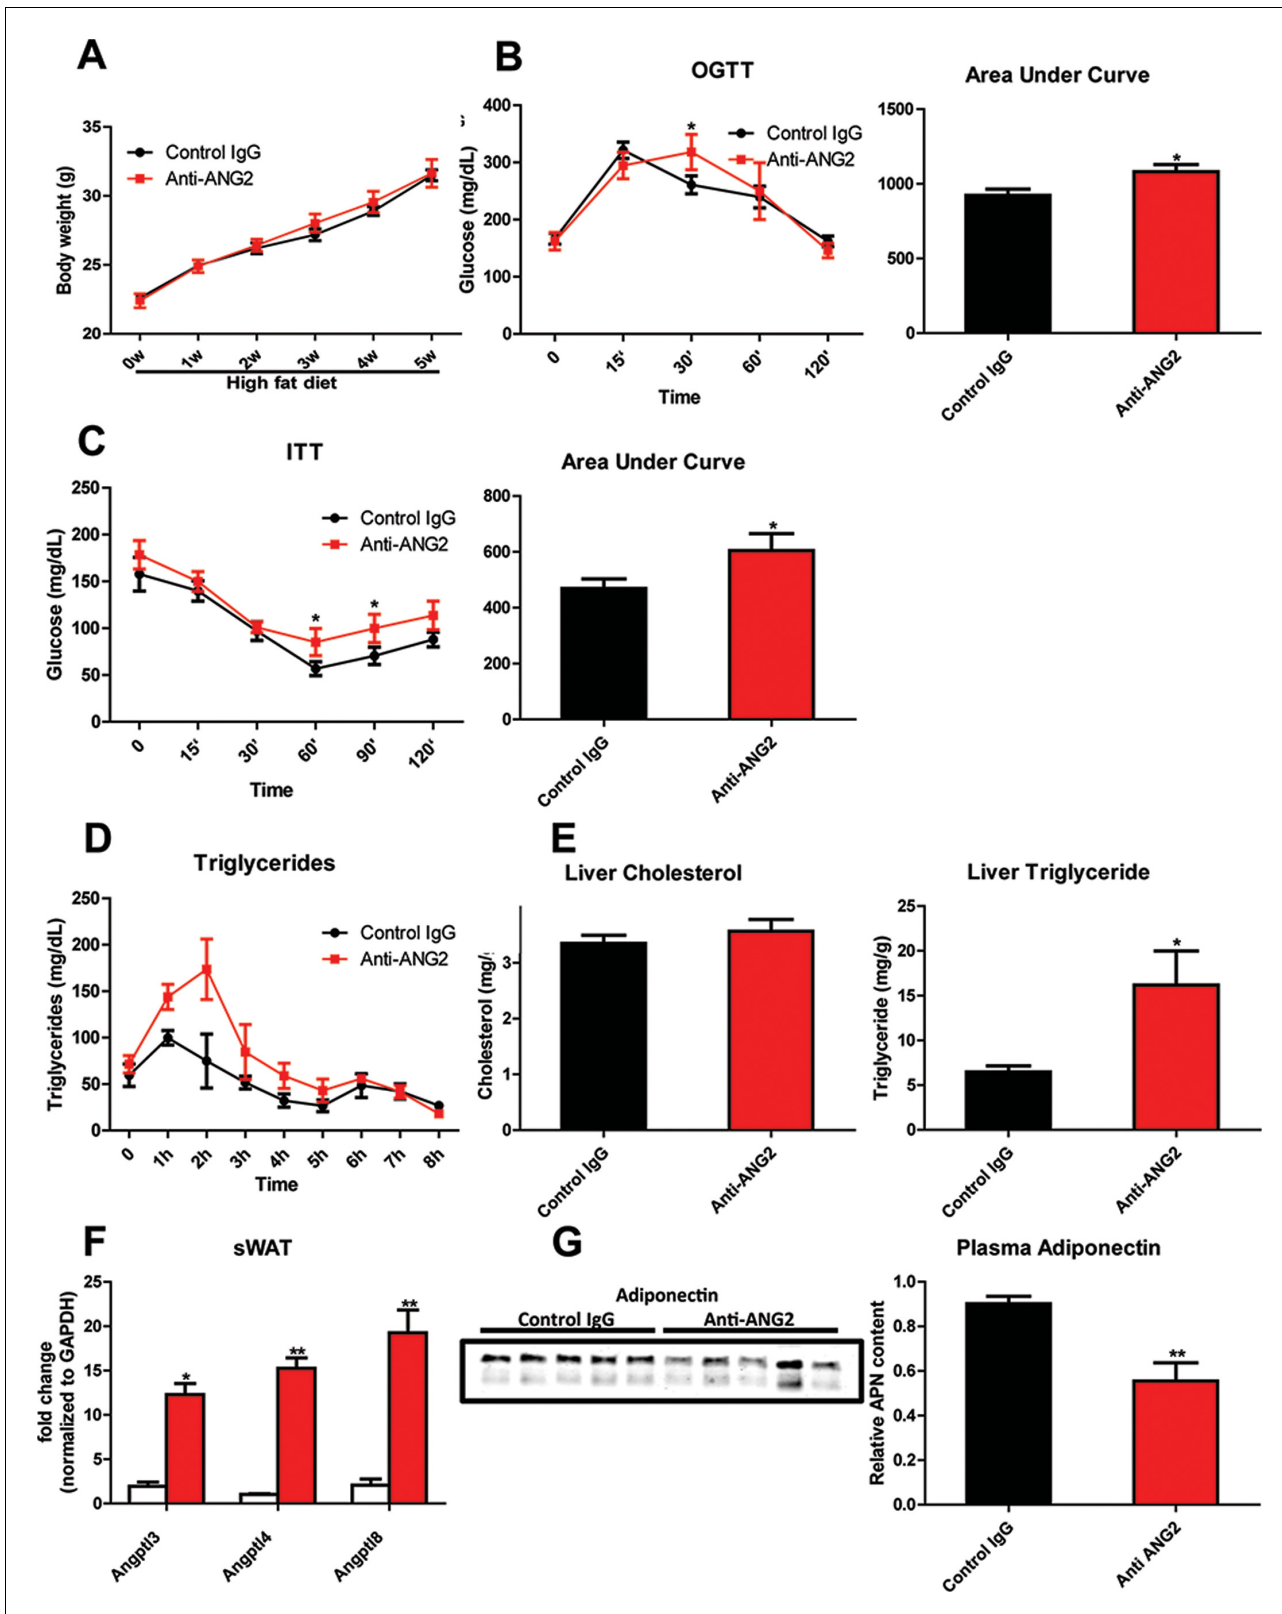 A
Body weight (g)
35
30
25
20
Control IgG
Anti-ANG2
0w 1w 2w 3w 4w 5w
High fat diet
B
OGTT
Glucose (mg/dL)
400
300
200
100
0
*
Control IgG
Anti-ANG2
0 15' 30' 60' 120'
Time
Area Under Curve
1500
1000
500
0
*
Control IgG
Anti-ANG2
C
ITT
Glucose (mg/dL)
250
200
150
100
50
0
Control IgG
Anti-ANG2
* *
0 15' 30' 60' 90' 120'
Time
Area Under Curve
800
600
400
200
0
*
Control IgG
Anti-ANG2
D
Triglycerides
Triglycerides (mg/dL)
250
200
150
100
50
0
Control IgG
Anti-ANG2
0 1h 2h 3h 4h 5h 6h 7h 8h
Time
E
Liver Cholesterol
Cholesterol (mg/
3
2
1
0
Control IgG
Anti-ANG2
Liver Triglyceride
Triglyceride (mg/g)
25
20
15
10
5
0
*
Control IgG
Anti-ANG2
F
sWAT
fold change
(normalized to GAPDH)
25
20
15
10
5
0
* ** **
Angptl3
Angptl4
Angptl8
G
Adiponectin
Control IgG Anti-ANG2
Plasma Adiponectin
Relative APN content
1.0
0.8
0.6
0.4
0.2
0.0
**
Control IgG
Anti ANG2